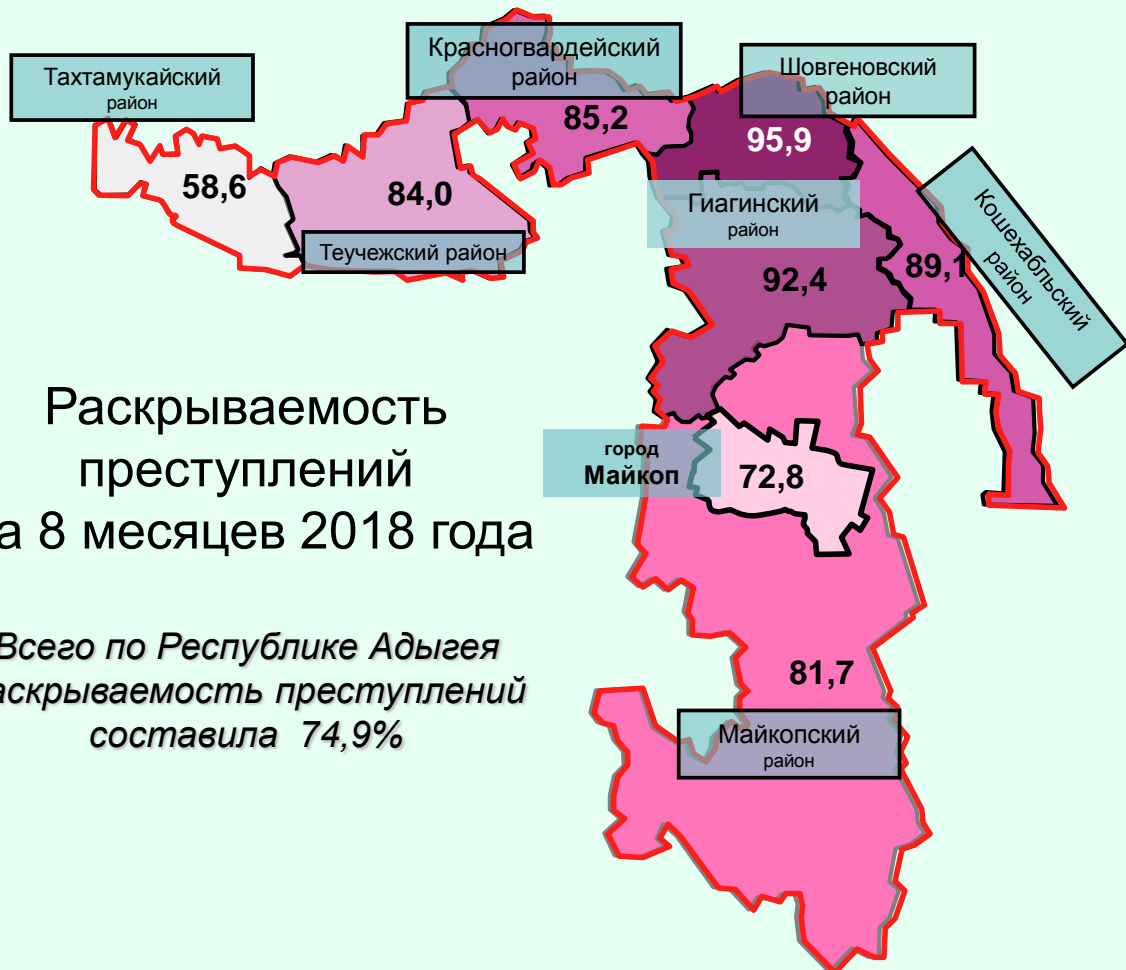 Красногвардейский
район
Шовгеновский
район
Тахтамукайский
район
85,2
95,9
58,6
84,0
Гиагинский
район
Кошехабльский
район
Теучежский район
92,4
89,1
Раскрываемость
преступлений
а 8 месяцев 2018 года
город
Майкоп
72,8
Всего по Республике Адыгея
аскрываемость преступлений
составила 74,9%
81,7
Майкопский
район